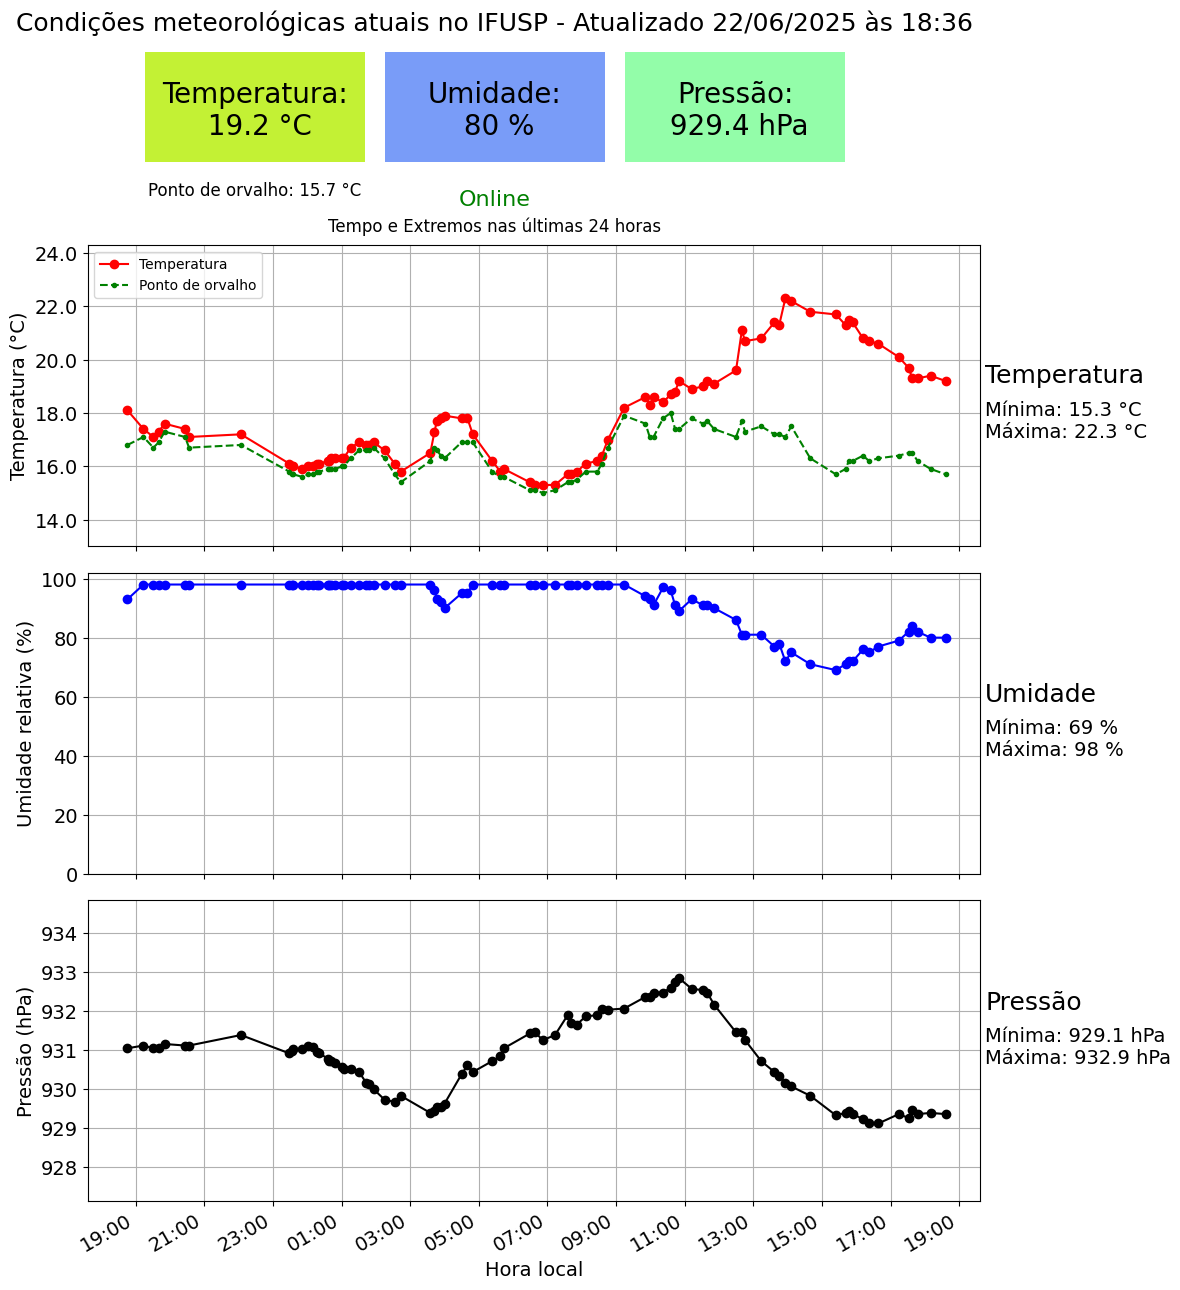 Condições meteorológicas atuais no IFUSP - Atualizado 22/06/2025 às 18:36
Temperatura:
19.2 °C
Umidade:
80 %
Pressão:
929.4 hPa
Ponto de orvalho: 15.7 °C
Online
Tempo e Extremos nas últimas 24 horas
Temperatura (°C)
24.0
22.0
20.0
18.0
16.0
14.0
Temperatura
Ponto de orvalho
Temperatura
Mínima: 15.3 °C
Máxima: 22.3 °C
Umidade relativa (%)
100
80
60
40
20
0
Umidade
Mínima: 69 %
Máxima: 98 %
Pressão (hPa)
934
933
932
931
930
929
928
Pressão
Mínima: 929.1 hPa
Máxima: 932.9 hPa
19:00 21:00 23:00 01:00 03:00 05:00 07:00 09:00 11:00 13:00 15:00 17:00 19:00
Hora local